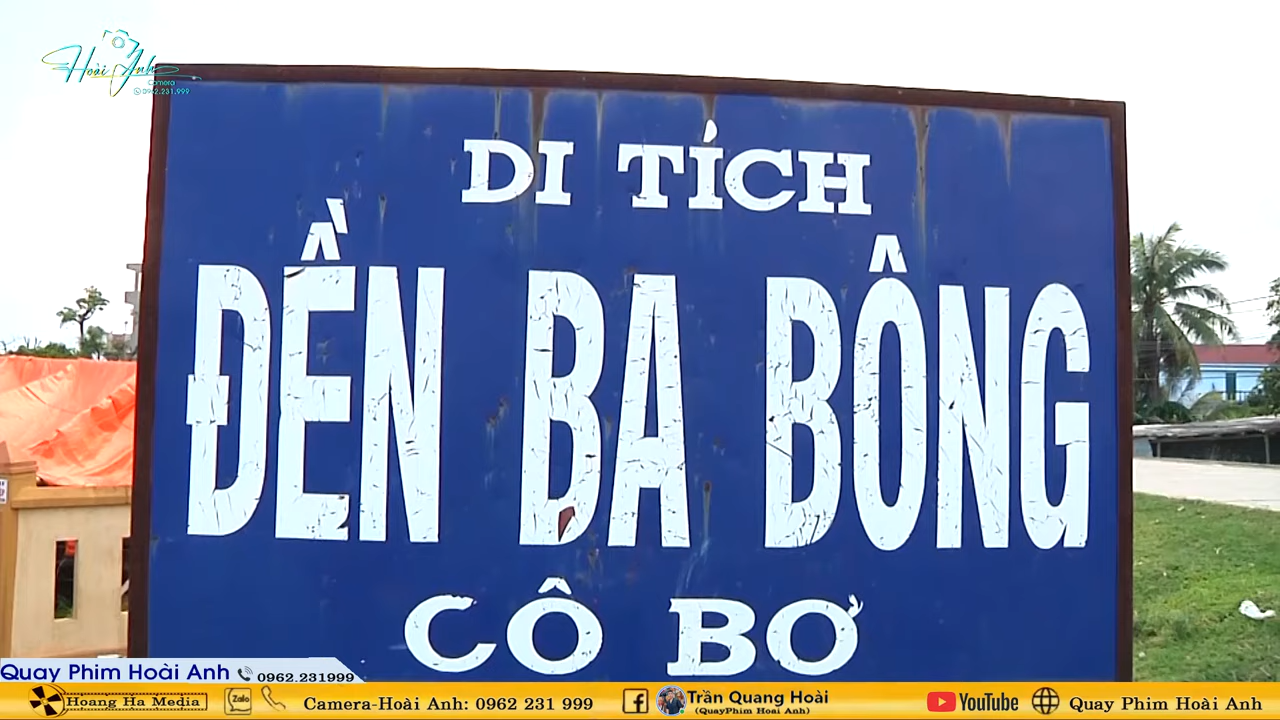 Hoài Anh
Camera
0962.231.999
DI TÍCH
ĐỀN BA BÔNG
CÔ BƠ
Quay Phim Hoài Anh 0962.231999
Hoang Ha Media Zalo Camera-Hoài Anh: 0962 231 999 Trần Quang Hoài YouTube Quay Phim Hoài Anh
(QuayPhim Hoai Anh)